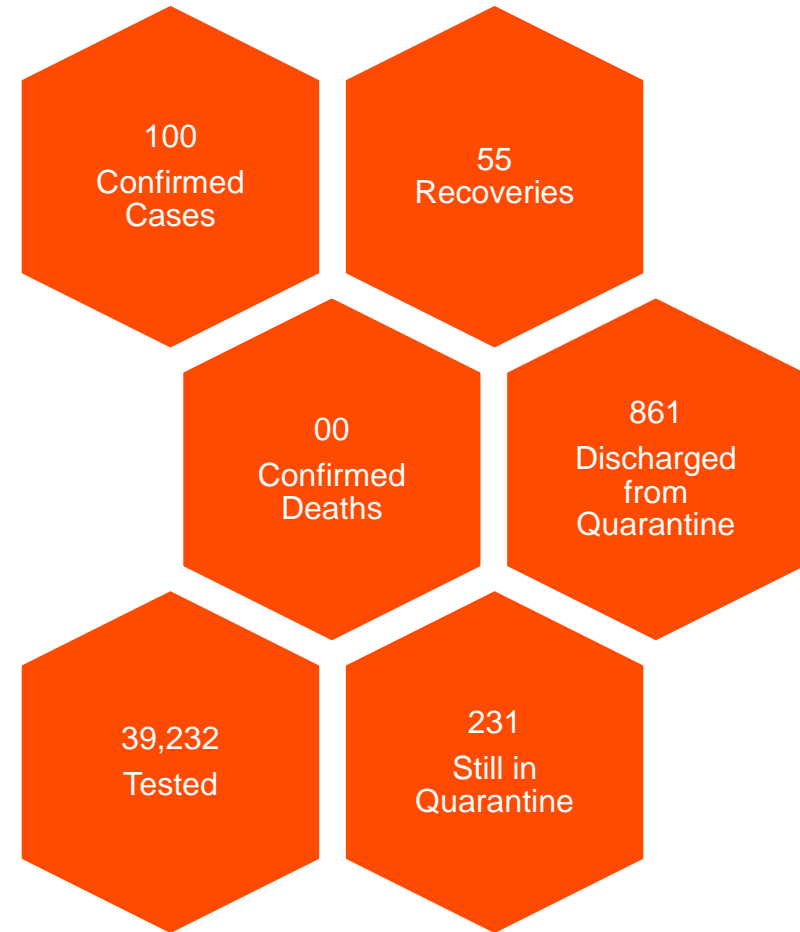 100
Confirmed
Cases
55
Recoveries
00
Confirmed
Deaths
861
Discharged
from
Quarantine
39,232
Tested
231
Still in
Quarantine